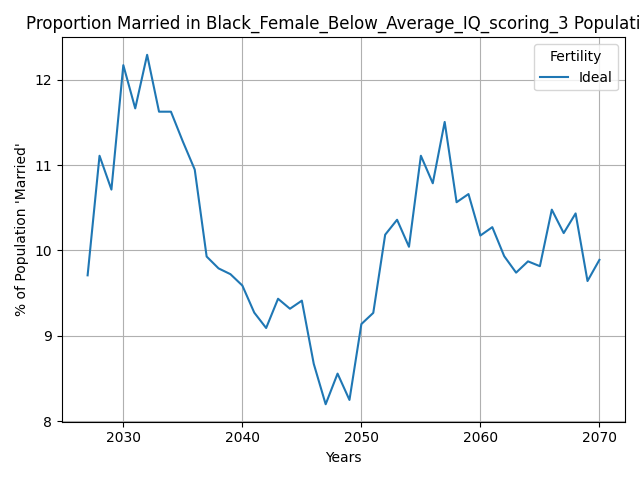 Proportion Married in Black_Female_Below_Average_IQ_scoring_3 Populati
% of Population 'Married'
12
11
10
9
8
Fertility
Ideal
2030 2040 2050 2060 2070
Years